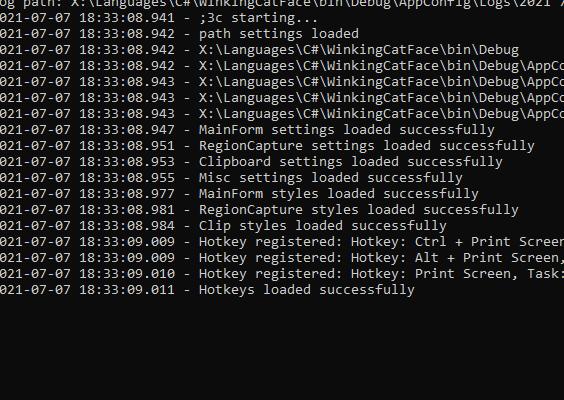 og path: X:\Languages\C#\WinkingCatFace\bin\Debug\AppConfig\Logs\2021 7
021-07-07 18:33:08.941 - ;3c starting...
021-07-07 18:33:08.942 - path settings loaded
021-07-07 18:33:08.942 - X:\Languages\C#\WinkingCatFace\bin\Debug
021-07-07 18:33:08.942 - X:\Languages\C#\WinkingCatFace\bin\Debug\AppCo
021-07-07 18:33:08.943 - X:\Languages\C#\WinkingCatFace\bin\Debug\AppCo
021-07-07 18:33:08.943 - X:\Languages\C#\WinkingCatFace\bin\Debug\AppCo
021-07-07 18:33:08.943 - X:\Languages\C#\WinkingCatFace\bin\Debug\AppCo
021-07-07 18:33:08.947 - MainForm settings loaded successfully
021-07-07 18:33:08.951 - RegionCapture settings loaded successfully
021-07-07 18:33:08.953 - Clipboard settings loaded successfully
021-07-07 18:33:08.955 - Misc settings loaded successfully
021-07-07 18:33:08.977 - MainForm styles loaded successfully
021-07-07 18:33:08.981 - RegionCapture styles loaded successfully
021-07-07 18:33:08.984 - Clip styles loaded successfully
021-07-07 18:33:09.009 - Hotkey registered: Hotkey: Ctrl + Print Screen
021-07-07 18:33:09.009 - Hotkey registered: Hotkey: Alt + Print Screen,
021-07-07 18:33:09.010 - Hotkey registered: Hotkey: Print Screen, Task:
021-07-07 18:33:09.011 - Hotkeys loaded successfully